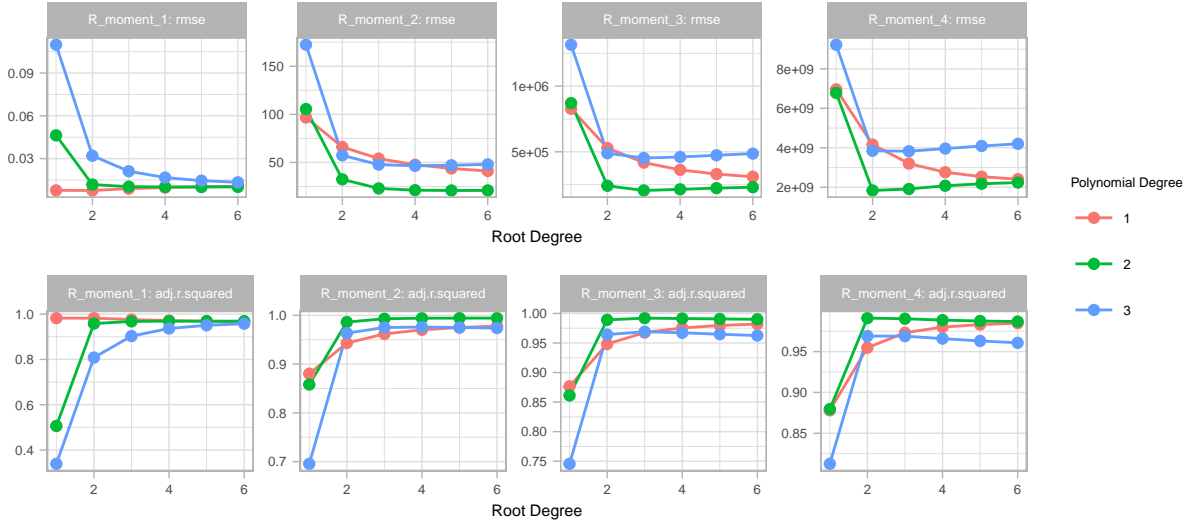 R_moment_1: rmse
R_moment_2: rmse
R_moment_3: rmse
R_moment_4: rmse
0.09
0.06
0.03
150
100
50
1e+06
5e+05
8e+09
6e+09
4e+09
2e+09
2 4 6
2 4 6
2 4 6
2 4 6
Root Degree
R_moment_1: adj.r.squared
R_moment_2: adj.r.squared
R_moment_3: adj.r.squared
R_moment_4: adj.r.squared
1.0
0.8
0.6
0.4
1.0
0.9
0.8
0.7
1.00
0.95
0.90
0.85
0.80
0.75
0.95
0.90
0.85
2 4 6
2 4 6
2 4 6
2 4 6
Root Degree
Polynomial Degree
1
2
3